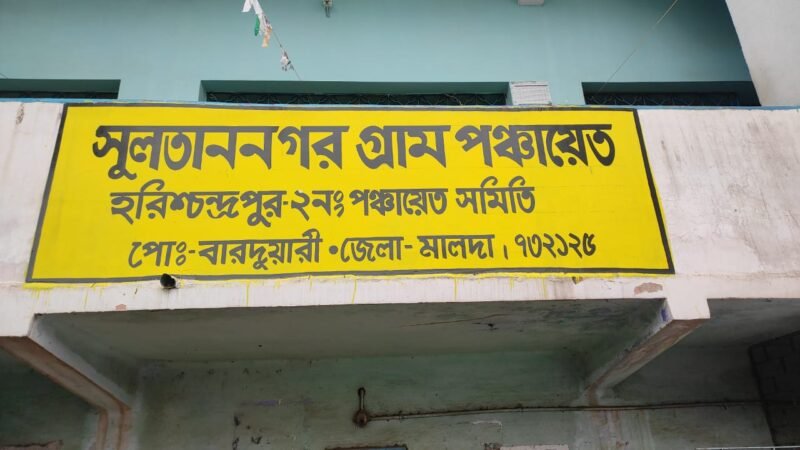 সুলতাননগর গ্রাম পঞ্চায়েত
হরিশ্চন্দ্রপুর-২নং পঞ্চায়েত সমিতি
পোঃ-বারদুয়ারী •জেলা- মালদা। ৭৩২১২৫